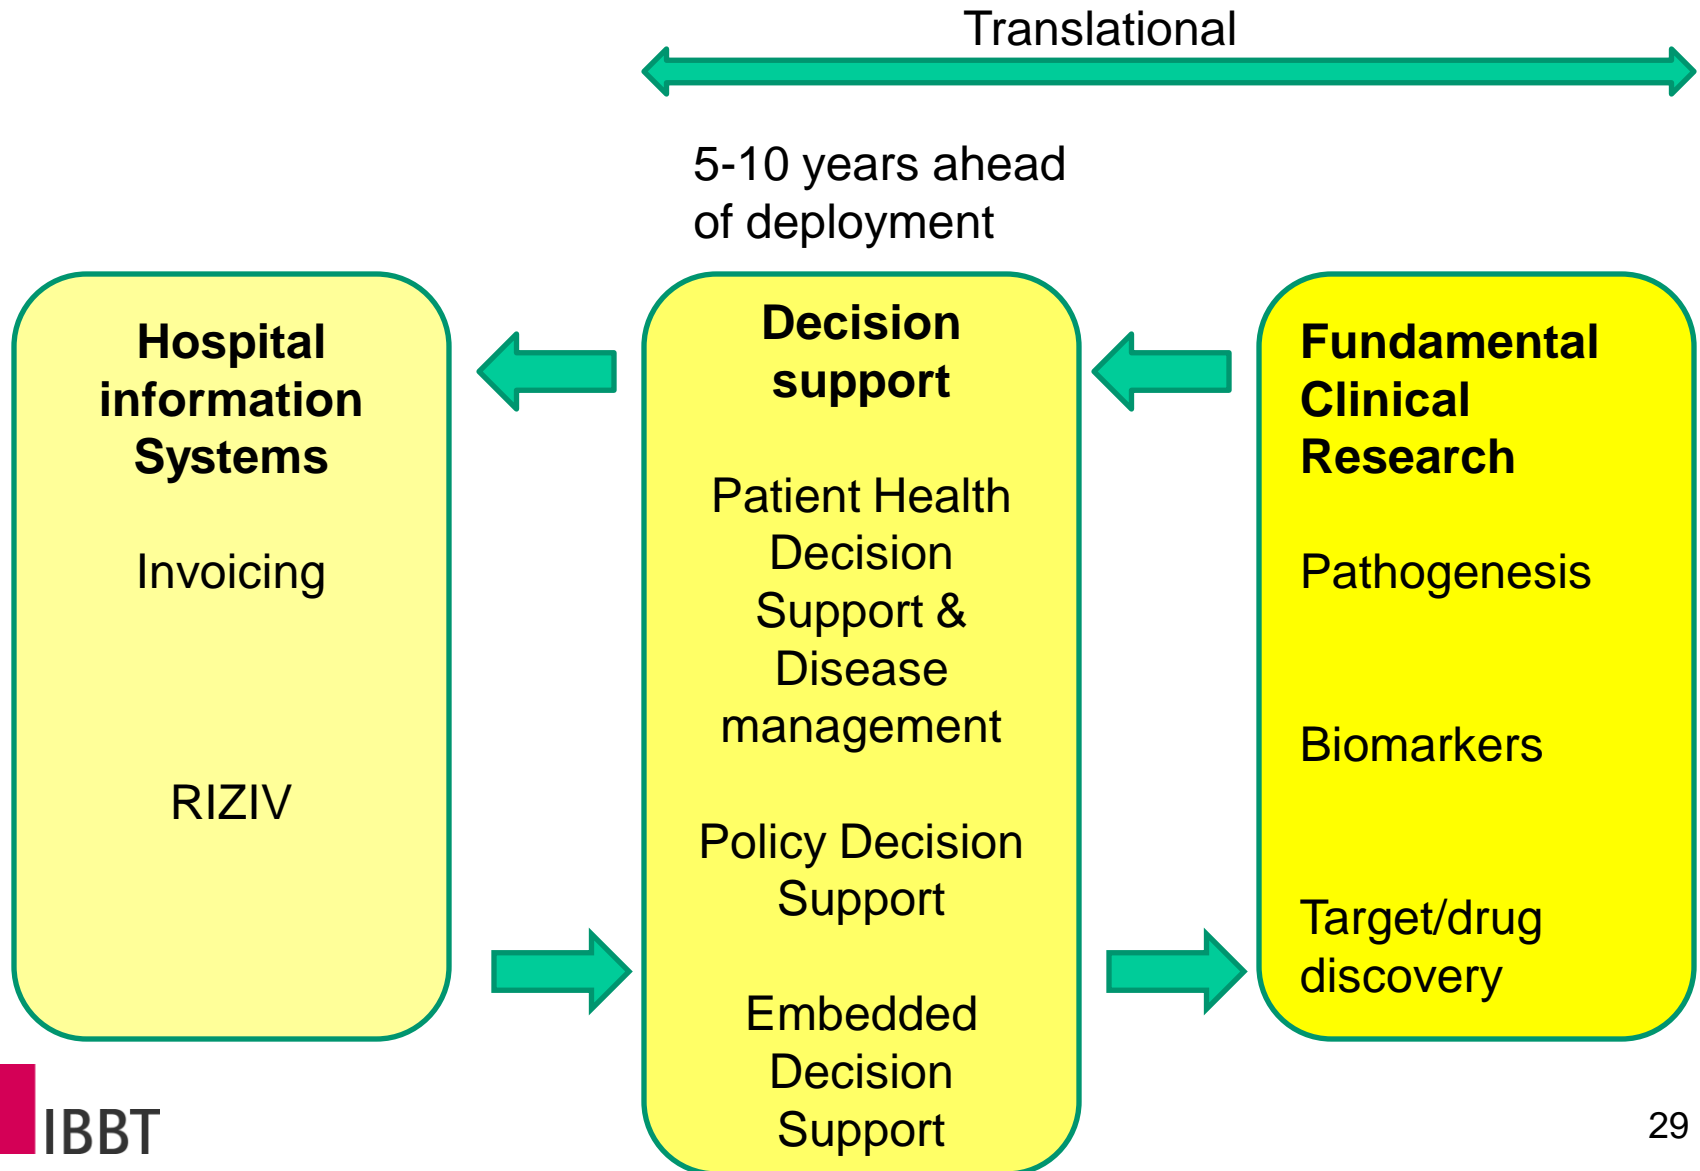 Translational
5-10 years ahead
of deployment
Hospital
information
Systems
Invoicing
RIZIV
Decision
support
Patient Health
Decision
Support &
Disease
management
Policy Decision
Support
Embedded
Decision
Support
Fundamental
Clinical
Research
Pathogenesis
Biomarkers
Target/drug
discovery
IBBT
29